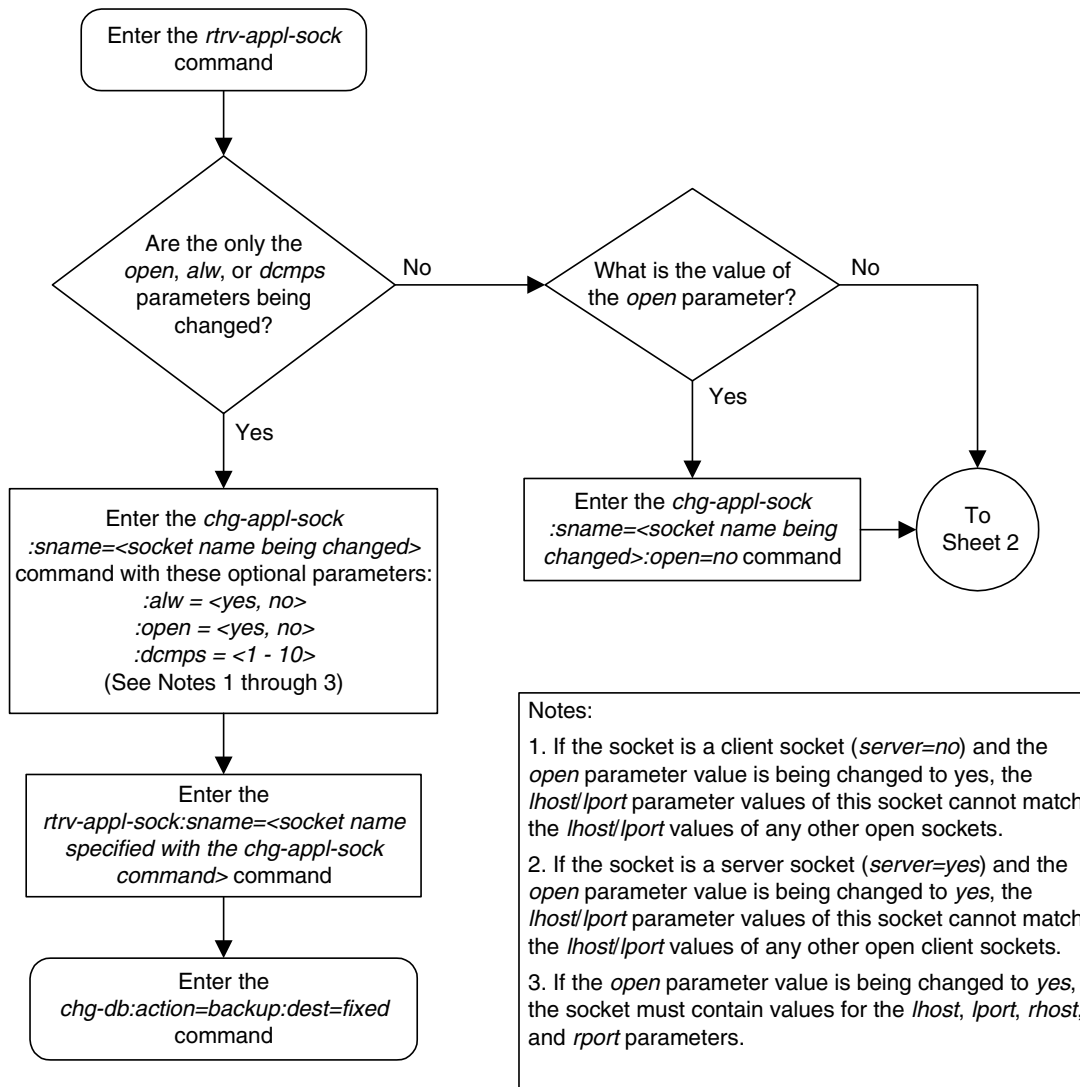 Enter the rtrv-appl-sock
command
Are the only the
open, alw, or dcmps
parameters being
changed?
No
What is the value of
the open parameter?
No
Yes
Yes
Enter the chg-appl-sock
:sname=<socket name being changed>
command with these optional parameters:
:alw = <yes, no>
:open = <yes, no>
:dcmps = <1 - 10>
(See Notes 1 through 3)
Enter the chg-appl-sock
:sname=<socket name being
changed>:open=no command
To
Sheet 2
Enter the
rtrv-appl-sock:sname=<socket name
specified with the chg-appl-sock
command> command
Enter the
chg-db:action=backup:dest=fixed
command
Notes:
1. If the socket is a client socket (server=no) and the
open parameter value is being changed to yes, the
lhost/lport parameter values of this socket cannot match
the lhost/lport values of any other open sockets.
2. If the socket is a server socket (server=yes) and the
open parameter value is being changed to yes, the
lhost/lport parameter values of this socket cannot match
the lhost/lport values of any other open client sockets.
3. If the open parameter value is being changed to yes,
the socket must contain values for the lhost, lport, rhost,
and rport parameters.